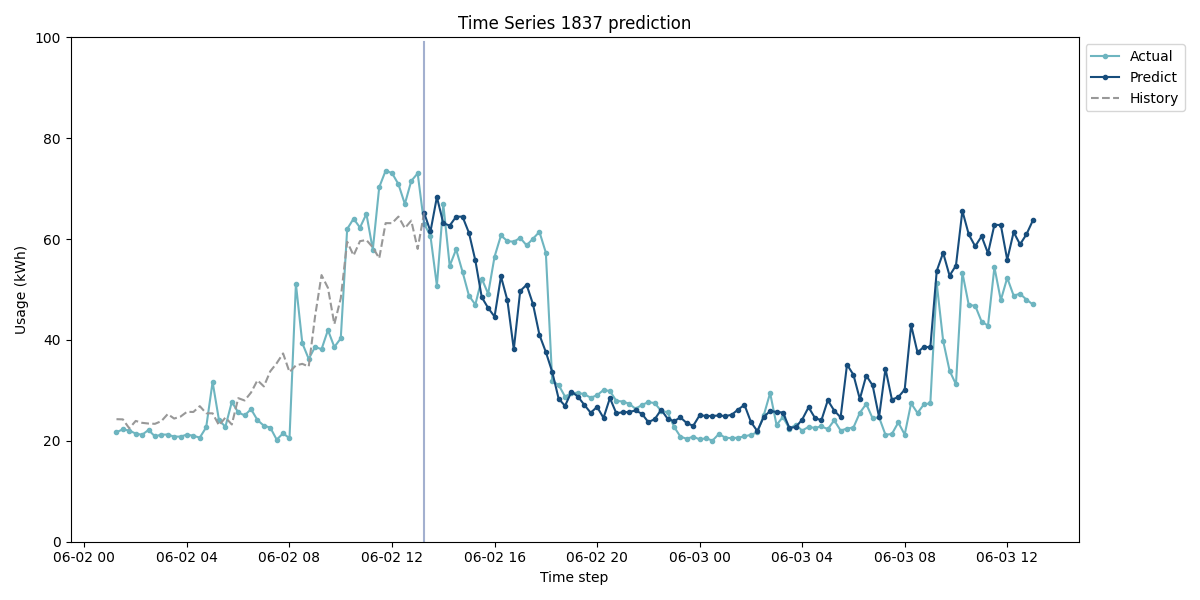 Time Series 1837 prediction
100
80
60
40
20
0
Usage (kWh)
06-02 00
06-02 04
06-02 08
06-02 12
06-02 16
06-02 20
06-03 00
06-03 04
06-03 08
06-03 12
Time step
Actual
Predict
History